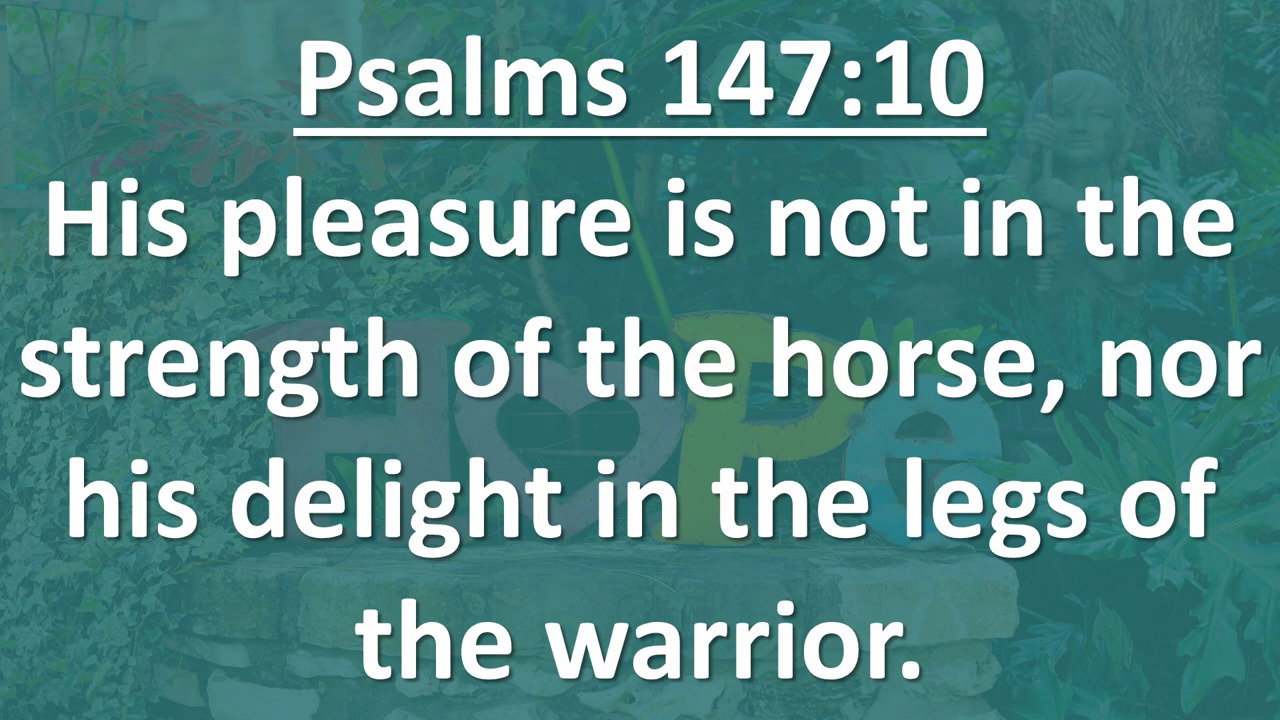 Psalms 147:10
His pleasure is not in the
strength of the horse, nor
his delight in the legs of
the warrior.
HOPe